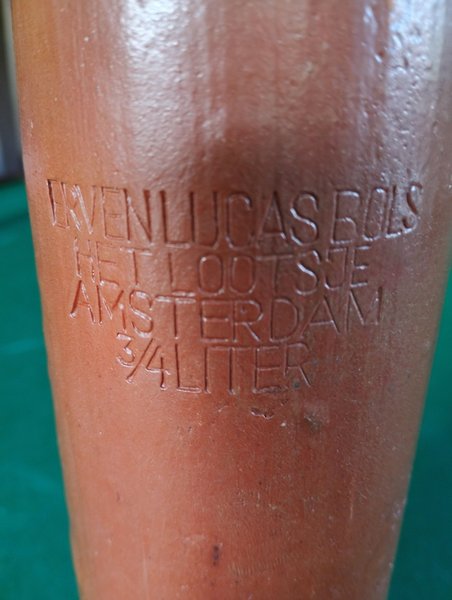 ERVEN LUCAS BOLS
HET LOOTSJE
AMSTERDAM
3/4 LITER